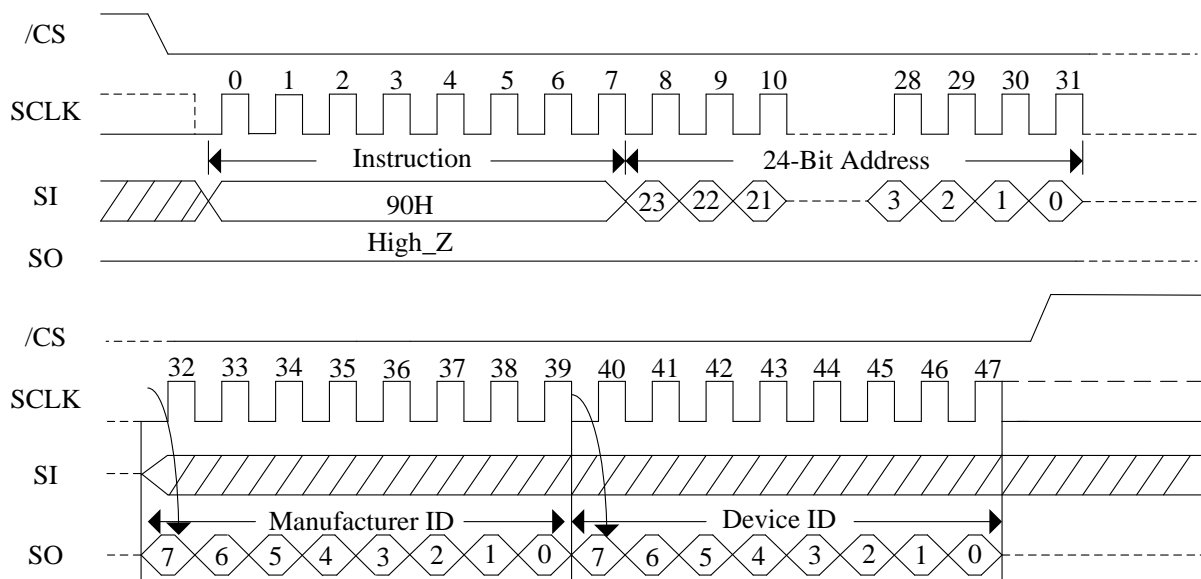 /CS
0 1 2 3 4 5 6 7 8 9 10 28 29 30 31
SCLK
Instruction 24-Bit Address
SI 90H 23 22 21 3 2 1 0
High_Z
SO
/CS
32 33 34 35 36 37 38 39 40 41 42 43 44 45 46 47
SCLK
SI
Manufacturer ID Device ID
SO 7 6 5 4 3 2 1 0 7 6 5 4 3 2 1 0